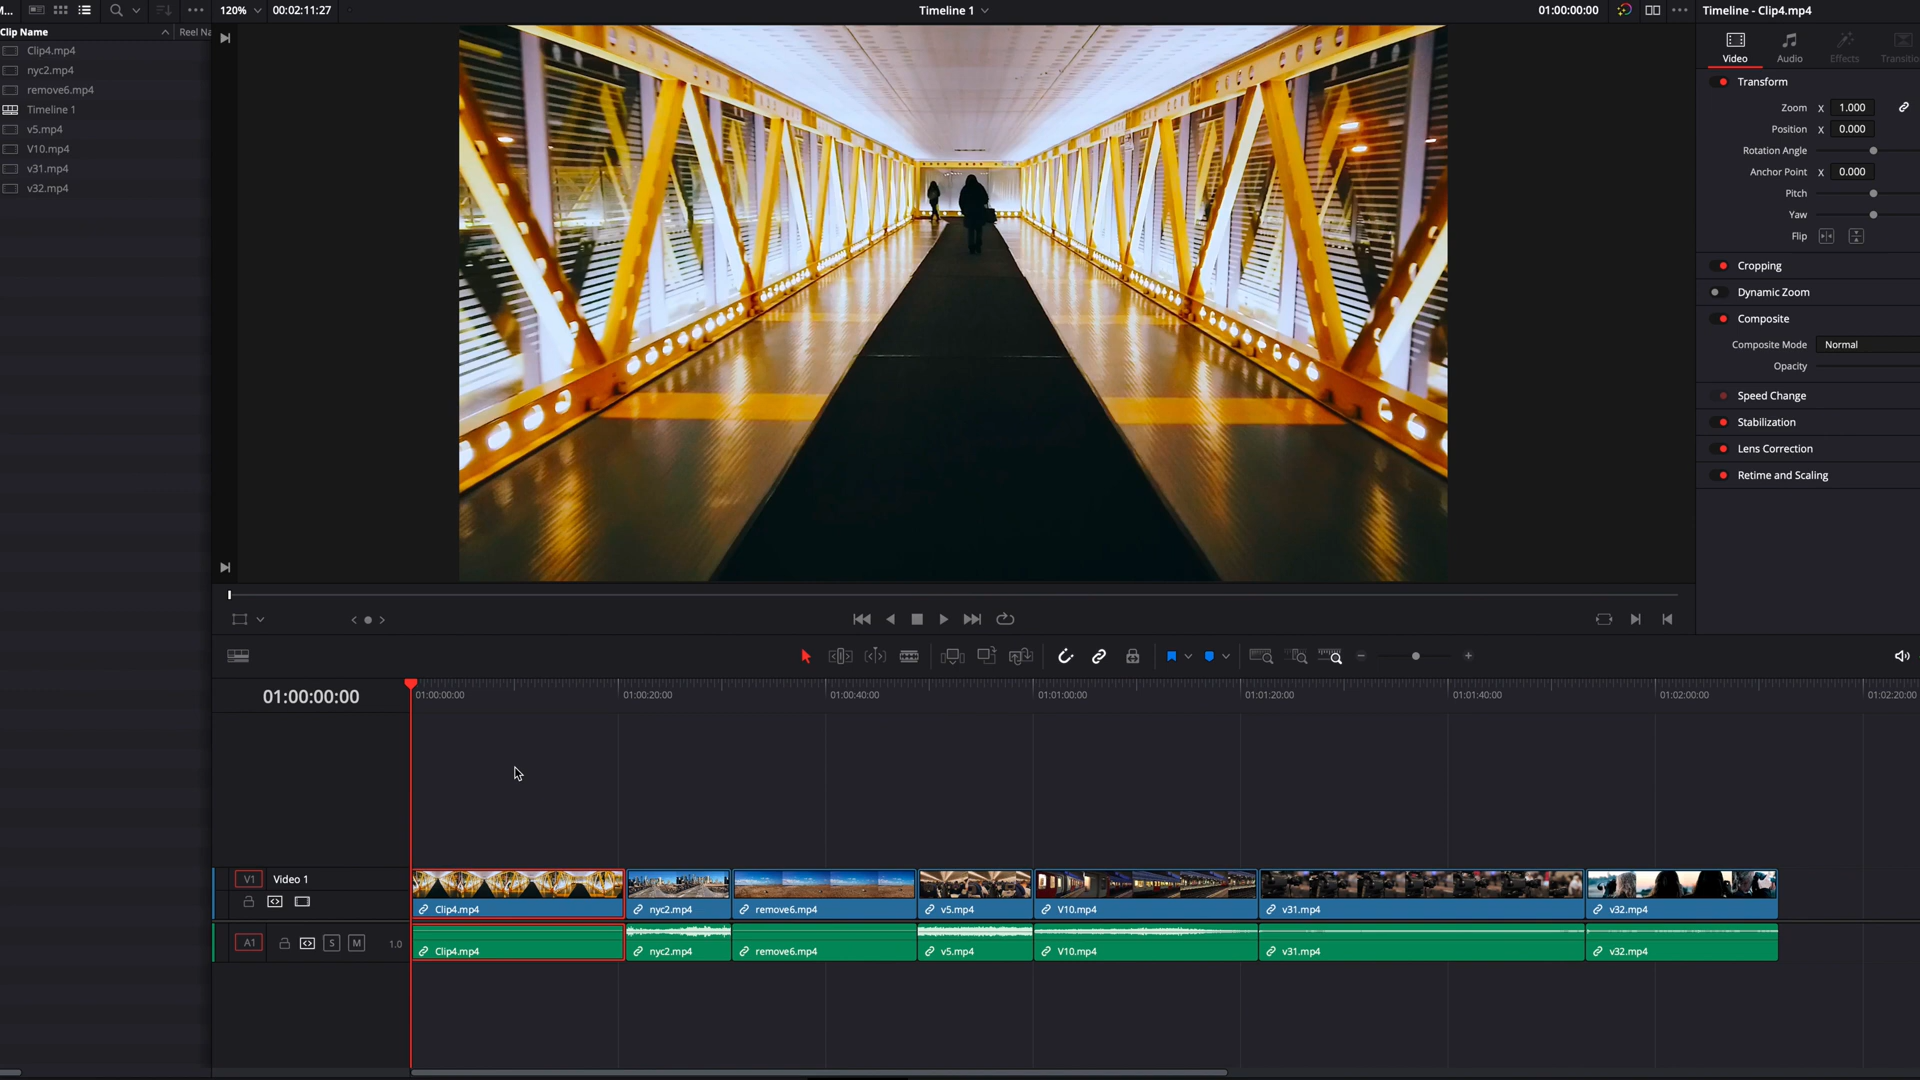 M...
120%
00:02:11:27
Timeline 1
01:00:00:00
Timeline - Clip4.mp4
Clip Name
Reel Na
Clip4.mp4
nyc2.mp4
remove6.mp4
Timeline 1
v5.mp4
V10.mp4
v31.mp4
v32.mp4
Video
Audio
Effects
Transitio
Transform
Zoom X 1.000
Position X 0.000
Rotation Angle
Anchor Point X 0.000
Pitch
Yaw
Flip
Cropping
Dynamic Zoom
Composite
Composite Mode Normal
Opacity
Speed Change
Stabilization
Lens Correction
Retime and Scaling
01:00:00:00
01:00:00:00
01:00:20:00
01:00:40:00
01:01:00:00
01:01:20:00
01:01:40:00
01:02:00:00
01:02:20:00
V1 Video 1
Clip4.mp4
nyc2.mp4
remove6.mp4
v5.mp4
V10.mp4
v31.mp4
v32.mp4
A1 S M 1.0
Clip4.mp4
nyc2.mp4
remove6.mp4
v5.mp4
V10.mp4
v31.mp4
v32.mp4